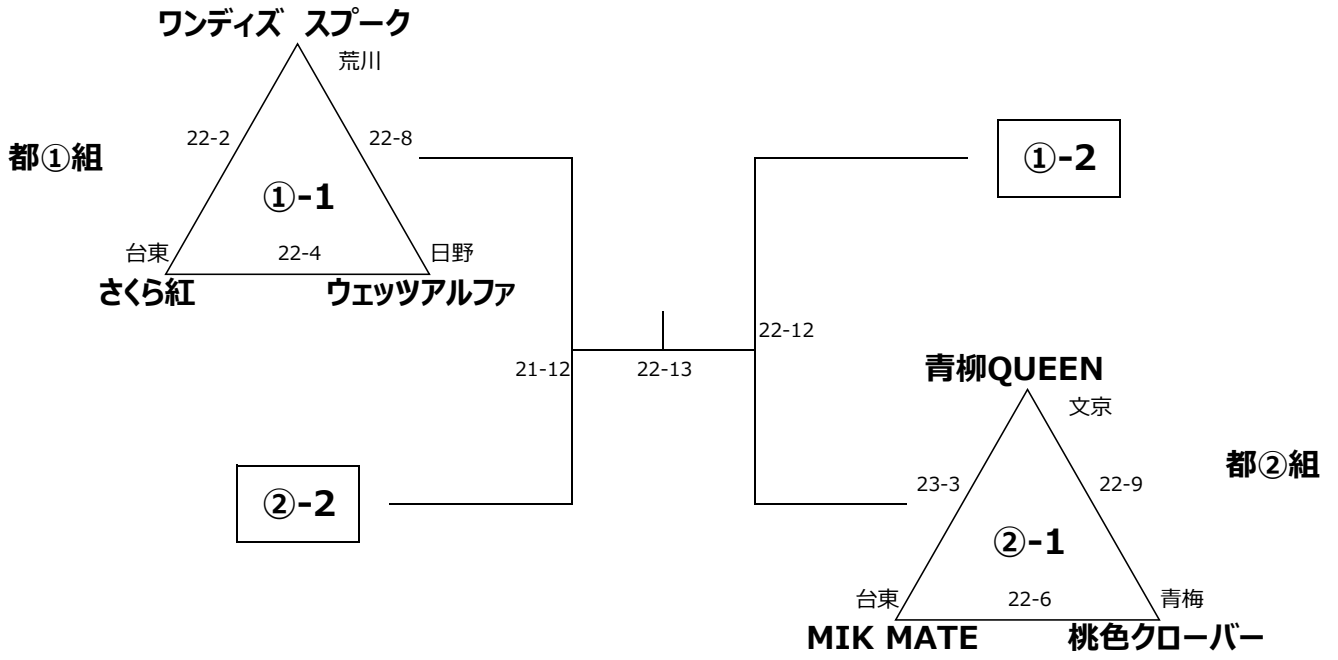 ワンディズ スプーク
荒川
22-2
22-8
都①組
①-1
①-2
台東
22-4
日野
さくら紅
ウェッツアルファ
22-12
21-12
22-13
青柳QUEEN
文京
都②組
23-3
22-9
②-2
②-1
台東
22-6
青梅
MIK MATE
桃色クローバー